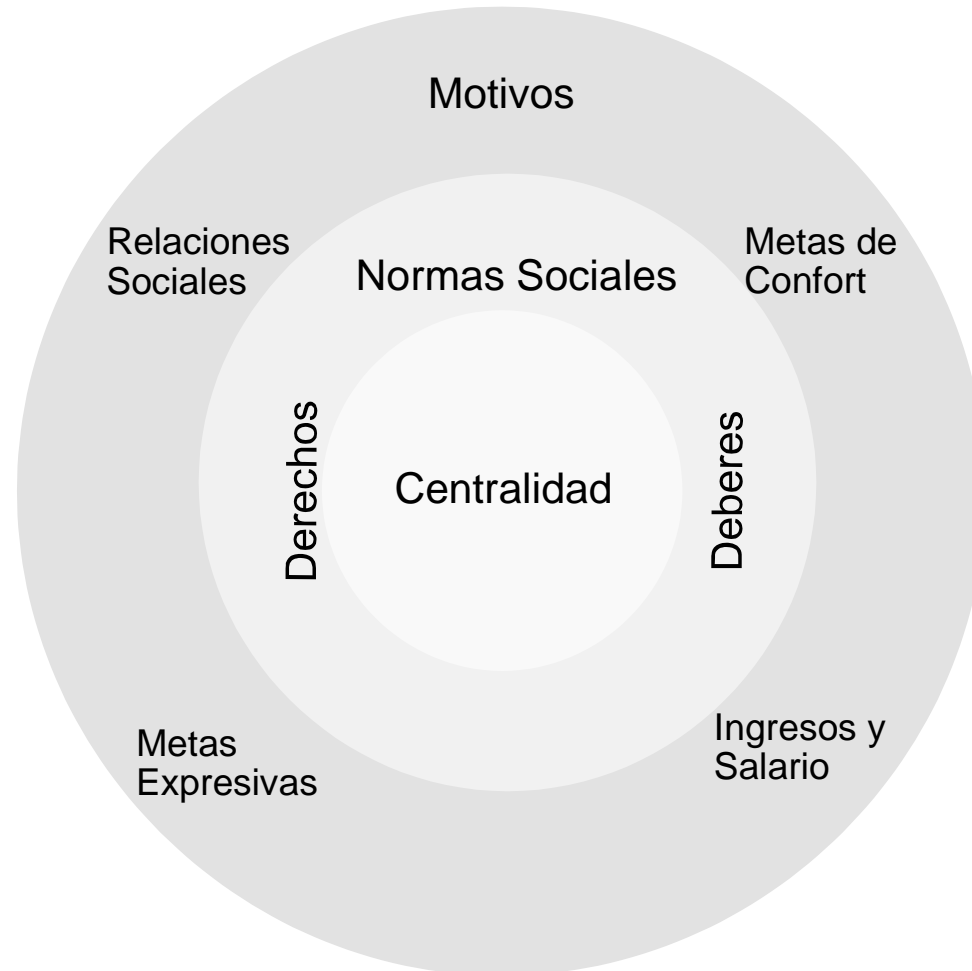 Motivos
Relaciones
Sociales
Metas de
Confort
Normas Sociales
Derechos
Centralidad
Deberes
Metas
Expresivas
Ingresos y
Salario